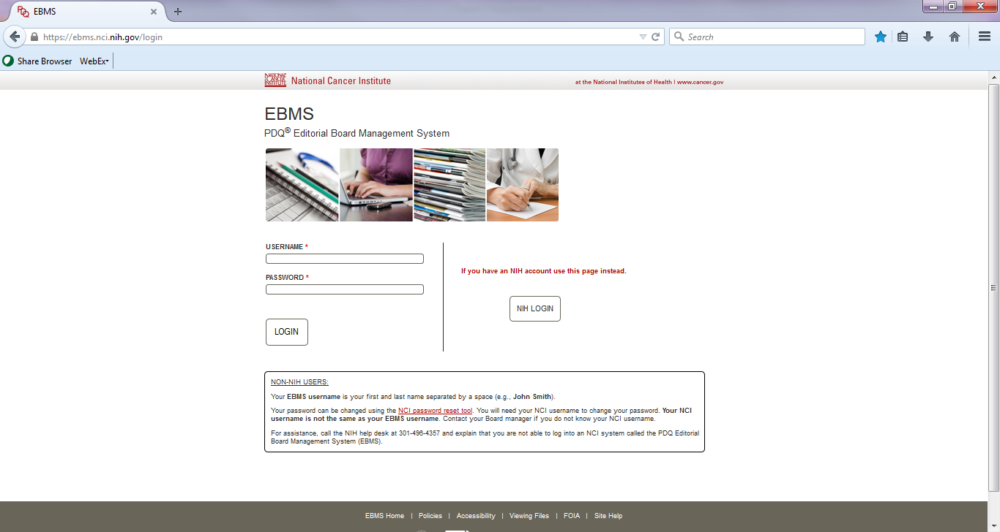 EBMS
https://ebms.nci.nih.gov/login
Search
Share Browser WebEx
NATIONAL CANCER INSTITUTE
National Cancer Institute
at the National Institutes of Health | www.cancer.gov
EBMS
PDQ® Editorial Board Management System
USERNAME *
PASSWORD *
LOGIN
If you have an NIH account use this page instead.
NIH LOGIN
NON-NIH USERS:
Your EBMS username is your first and last name separated by a space (e.g., John Smith).
Your password can be changed using the NCI password reset tool. You will need your NCI username to change your password. Your NCI
username is not the same as your EBMS username. Contact your Board manager if you do not know your NCI username.
For assistance, call the NIH help desk at 301-496-4357 and explain that you are not able to log into an NCI system called the PDQ Editorial
Board Management System (EBMS).
EBMS Home | Policies | Accessibility | Viewing Files | FOIA | Site Help